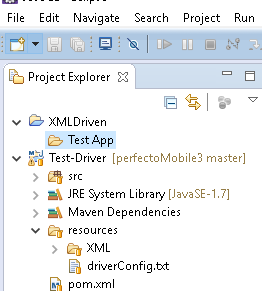 File Edit Navigate Search Project Run
Project Explorer
XMLDriven
Test App
Test-Driver [perfectoMobile3 master]
src
JRE System Library [JavaSE-1.7]
Maven Dependencies
resources
XML
driverConfig.txt
pom.xml